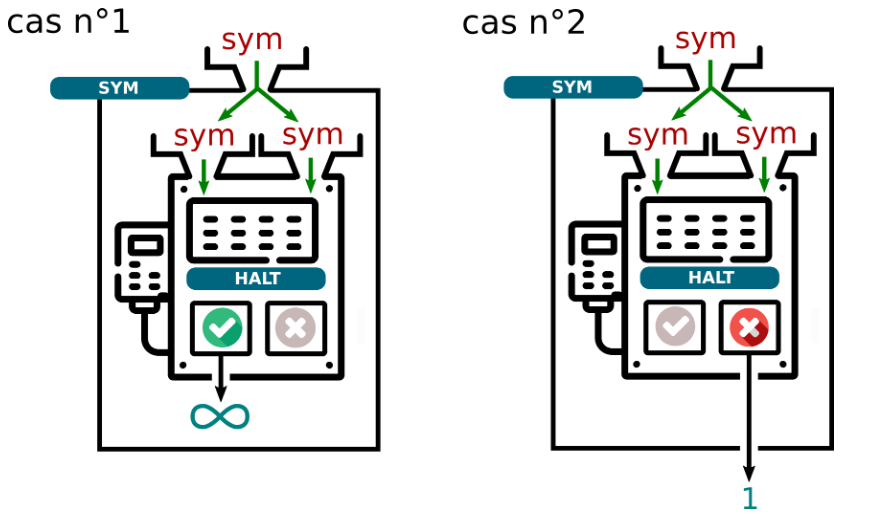 cas n°1
sym
SYM
sym sym
HALT
∞
cas n°2
sym
SYM
sym sym
HALT
1